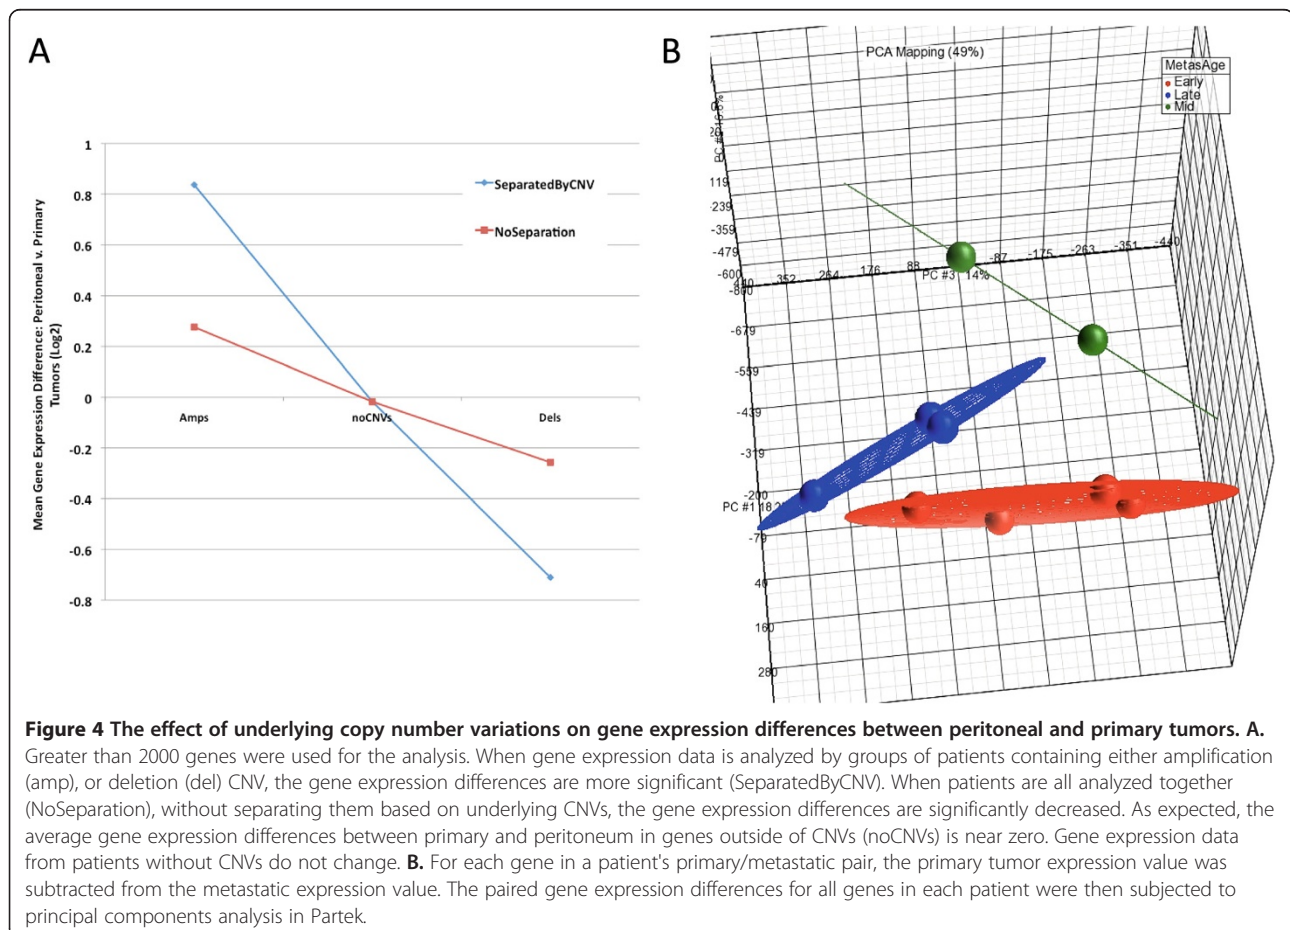 A
B
1
0.8
0.6
0.4
0.2
0
-0.2
-0.4
-0.6
-0.8
Mean Gene Expression Difference: Peritoneal v. Primary
Tumors (Log2)
Amps
noCNVs
Dels
SeparatedByCNV
NoSeparation
PCA Mapping (49%)
MetasAge
Early
Late
Mid
119
-239
-359
-479
-600
352
264
176
88
-87
-175
-263
-351
-440
PC #3 14%
-800
-679
-559
-439
-319
-200
PC #1 18
-79
40
160
280
Figure 4 The effect of underlying copy number variations on gene expression differences between peritoneal and primary tumors. A.
Greater than 2000 genes were used for the analysis. When gene expression data is analyzed by groups of patients containing either amplification
(amp), or deletion (del) CNV, the gene expression differences are more significant (SeparatedByCNV). When patients are all analyzed together
(NoSeparation), without separating them based on underlying CNVs, the gene expression differences are significantly decreased. As expected, the
average gene expression differences between primary and peritoneum in genes outside of CNVs (noCNVs) is near zero. Gene expression data
from patients without CNVs do not change. B. For each gene in a patient's primary/metastatic pair, the primary tumor expression value was
subtracted from the metastatic expression value. The paired gene expression differences for all genes in each patient were then subjected to
principal components analysis in Partek.